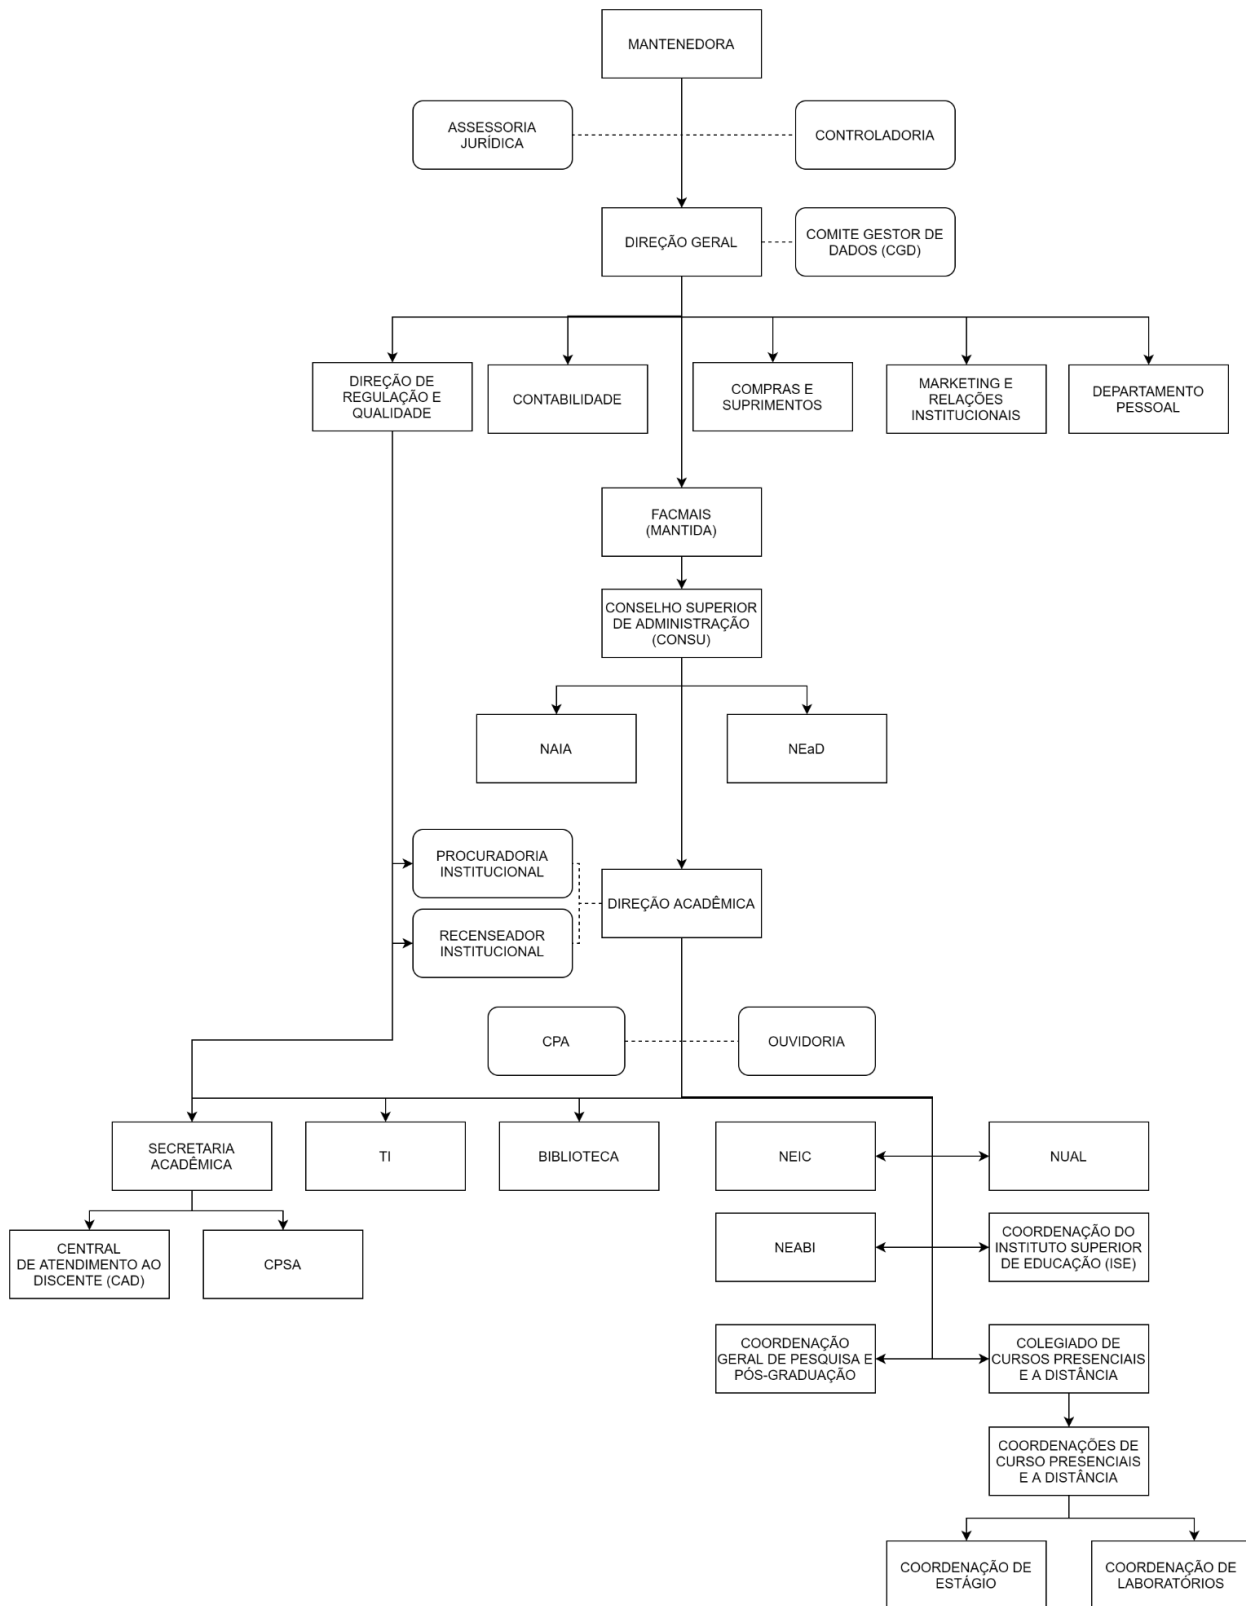 MANTENEDORA
ASSESSORIA
JURÍDICA
CONTROLADORIA
DIREÇÃO GERAL
COMITE GESTOR DE
DADOS (CGD)
DIREÇÃO DE
REGULAÇÃO E
QUALIDADE
CONTABILIDADE
COMPRAS E
SUPRIMENTOS
MARKETING E
RELAÇÕES
INSTITUCIONAIS
DEPARTAMENTO
PESSOAL
FACMAIS
(MANTIDA)
CONSELHO SUPERIOR
DE ADMINISTRAÇÃO
(CONSU)
NAIA
NEaD
PROCURADORIA
INSTITUCIONAL
DIREÇÃO ACADÊMICA
RECENSEADOR
INSTITUCIONAL
CPA
OUVIDORIA
SECRETARIA
ACADÊMICA
TI
BIBLIOTECA
NEIC
NUAL
CENTRAL
DE ATENDIMENTO AO
DISCENTE (CAD)
CPSA
NEABI
COORDENAÇÃO DO
INSTITUTO SUPERIOR
DE EDUCAÇÃO (ISE)
COORDENAÇÃO
GERAL DE PESQUISA E
PÓS-GRADUAÇÃO
COLEGIADO DE
CURSOS PRESENCIAIS
E A DISTÂNCIA
COORDENAÇÕES DE
CURSO PRESENCIAIS
E A DISTÂNCIA
COORDENAÇÃO DE
ESTÁGIO
COORDENAÇÃO DE
LABORATÓRIOS